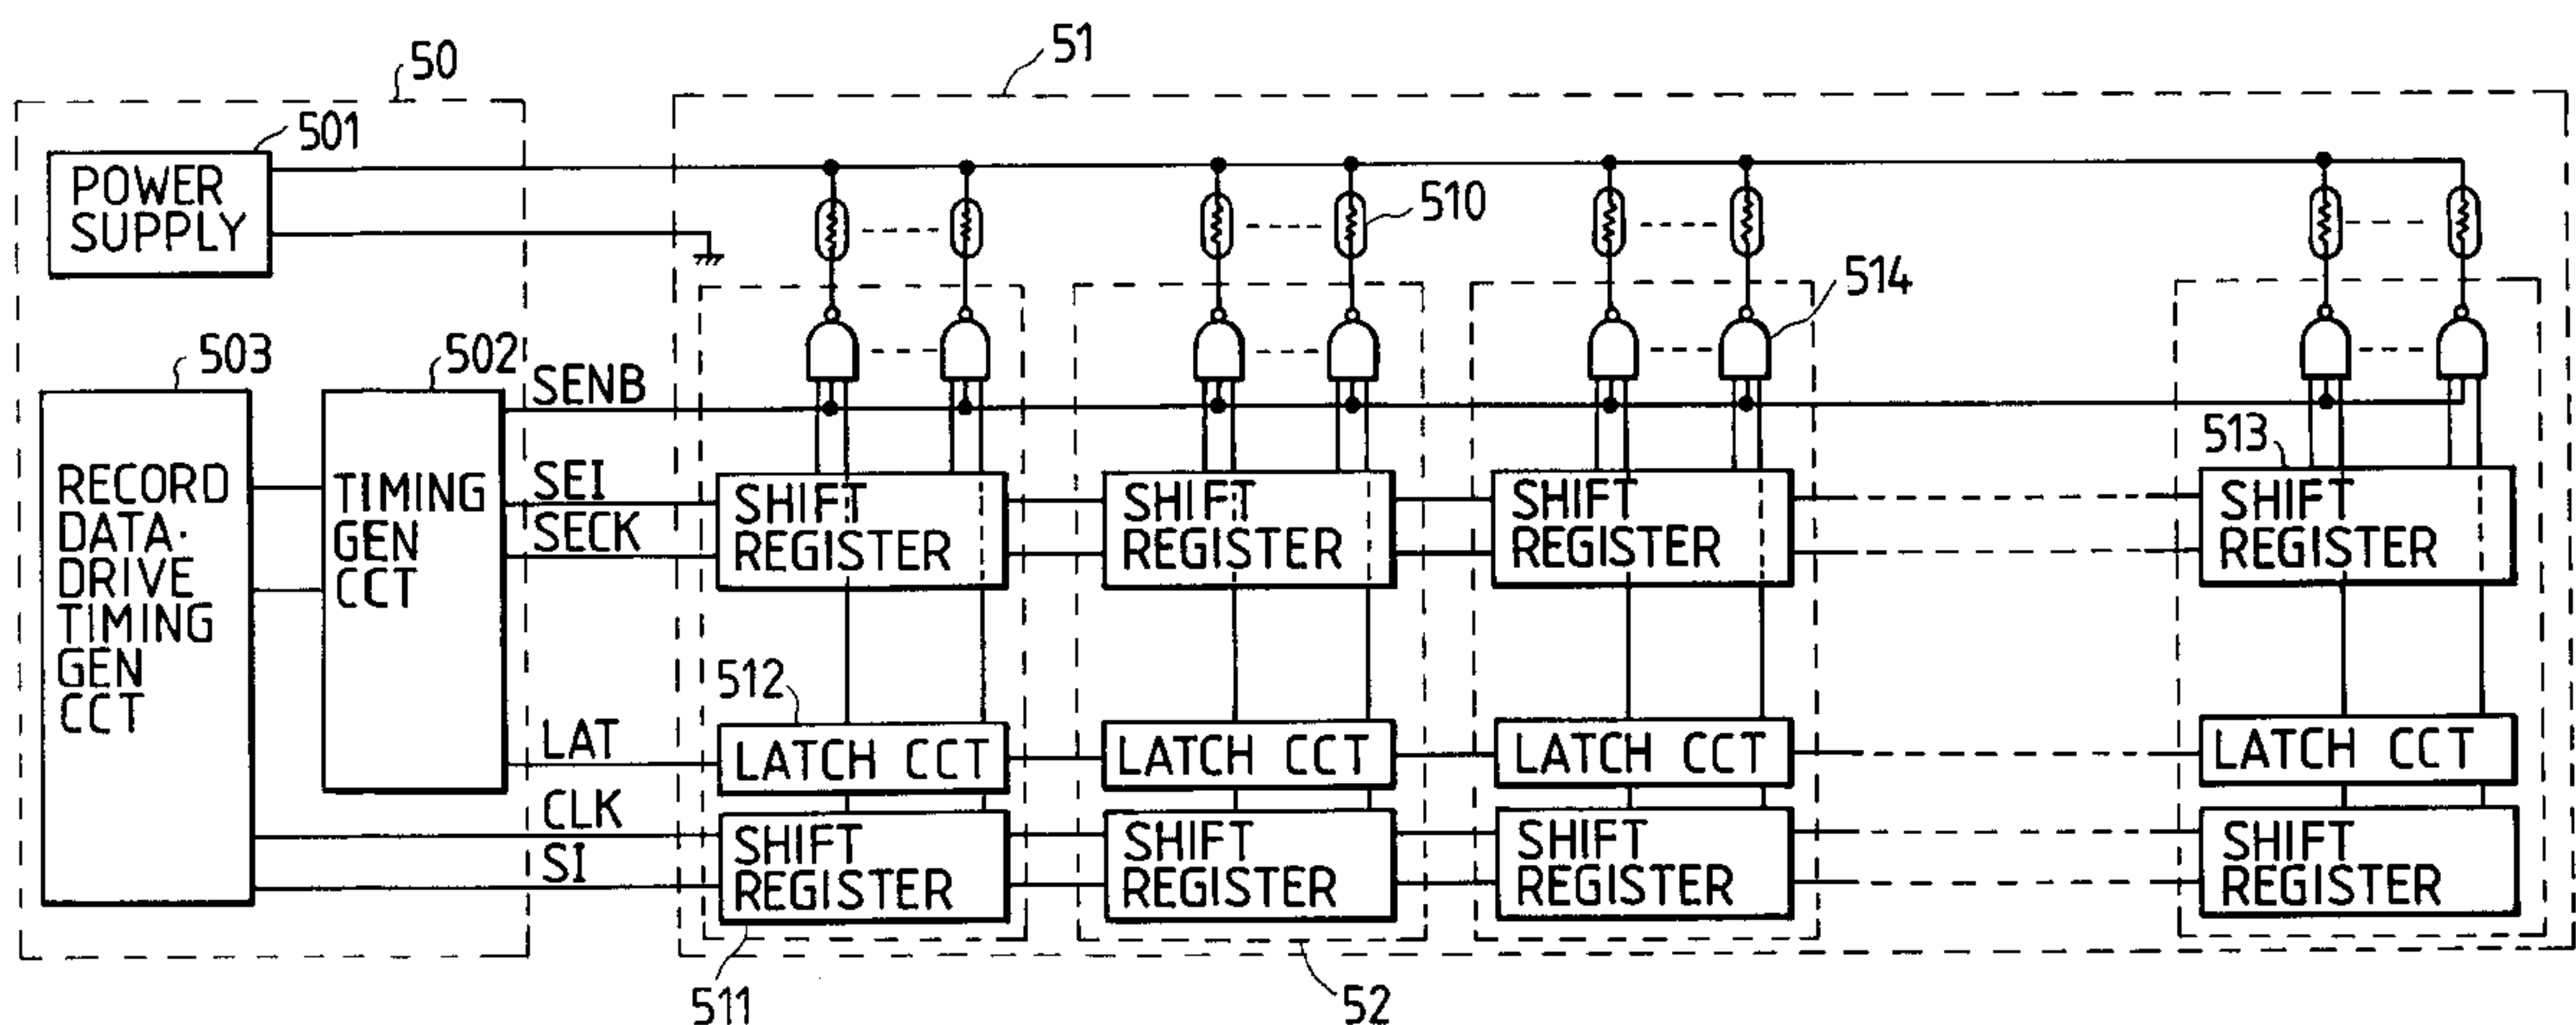 50
51
501
POWER
SUPPLY
510
514
503
502
SENB
513
RECORD
DATA·
DRIVE
TIMING
GEN
CCT
TIMING
GEN
CCT
SEI
SECK
SHIFT
REGISTER
SHIFT
REGISTER
SHIFT
REGISTER
SHIFT
REGISTER
512
LAT
LATCH CCT
LATCH CCT
LATCH CCT
LATCH CCT
CLK
SI
SHIFT
REGISTER
SHIFT
REGISTER
SHIFT
REGISTER
SHIFT
REGISTER
511
52